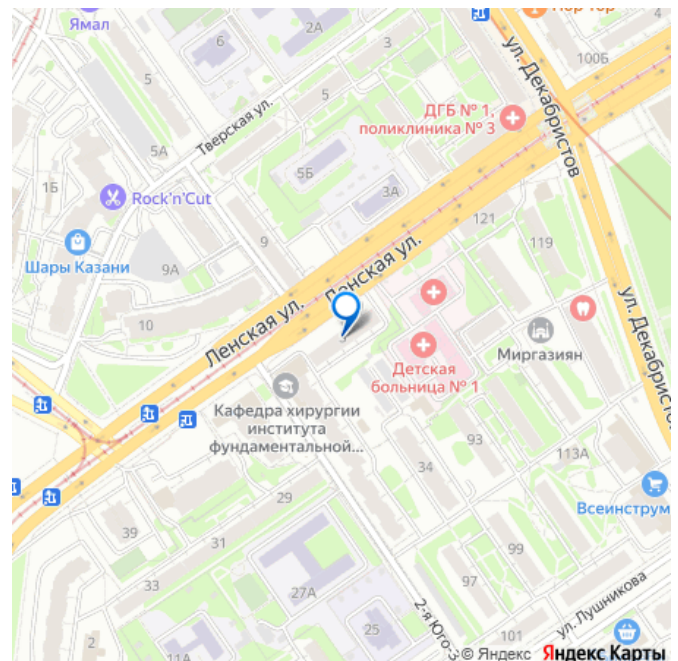 Ямал
6
2А
3
4
100Б
ул. Декабристов
5
Тверская ул.
5
ДГБ № 1,
поликлиника № 3
5А
5Б
3А
1Б
Rock'n'Cut
121
119
9
Шары Казани
9А
Ленская ул.
Ленская ул.
10
ул. Декабристов
Миргазиян
Детская
больница № 1
Кафедра хирургии
института
фундаментальной...
93
34
113А
29
Всеинструм
39
31
99
33
27А
97
ул. Лушникова
25
2-я Юго-З
101
2
11А
© Яндекс Яндекс Карты